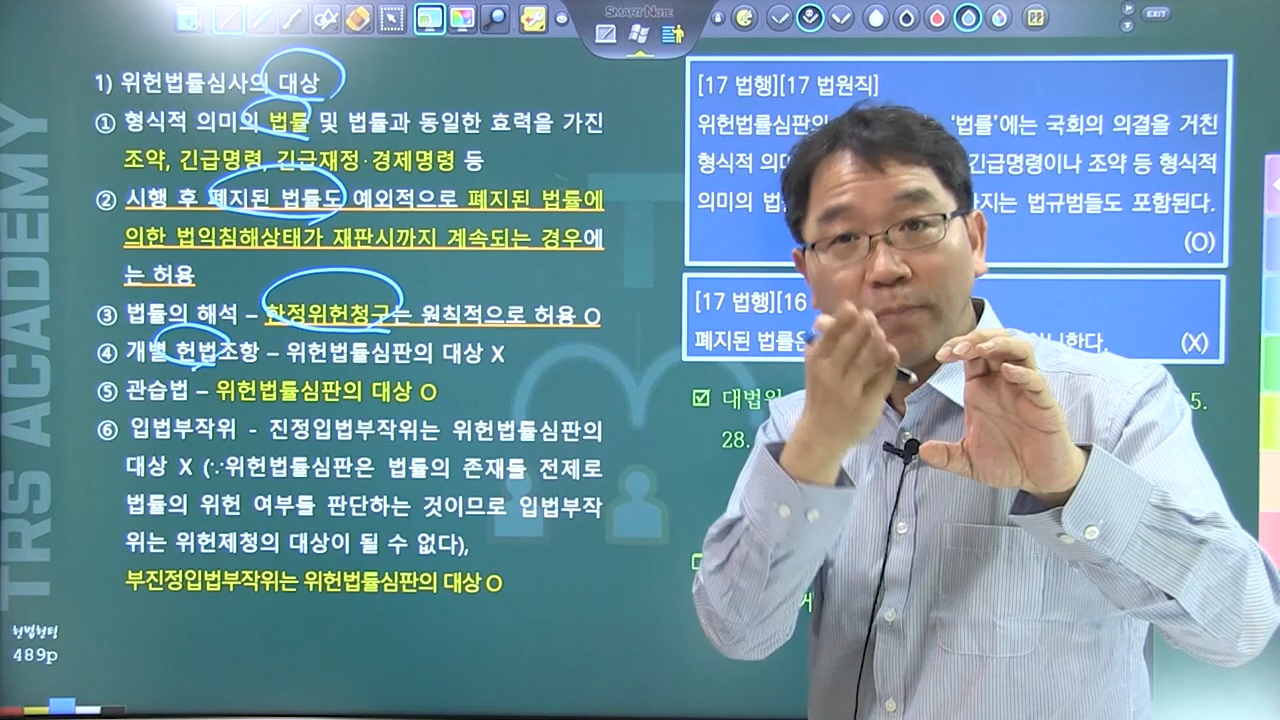 SMART NOTE
EXIT
TRS ACADEMY
1) 위헌법률심사의 대상
① 형식적 의미의 법률 및 법률과 동일한 효력을 가진
조약, 긴급명령, 긴급재정·경제명령 등
② 시행 후 폐지된 법률도 예외적으로 폐지된 법률에
의한 법익침해상태가 재판시까지 계속되는 경우에
는 허용
③ 법률의 해석 – 한정위헌청구는 원칙적으로 허용 O
④ 개별 헌법조항 – 위헌법률심판의 대상 X
⑤ 관습법 – 위헌법률심판의 대상 O
⑥ 입법부작위 - 진정입법부작위는 위헌법률심판의
대상 X (∵위헌법률심판은 법률의 존재를 전제로
법률의 위헌 여부를 판단하는 것이므로 입법부작
위는 위헌제청의 대상이 될 수 없다),
부진정입법부작위는 위헌법률심판의 대상 O
헌법헌팅
489p
[17 법행][17 법원직]
위헌법률심판의 '법률'에는 국회의 의결을 거친
형식적 긴급명령이나 조약 등 형식적
의미의 법규범들도 포함된다.
(O)
[17 법행][16
폐지된 법률은 (X)
☑ 대법원 5.
28.